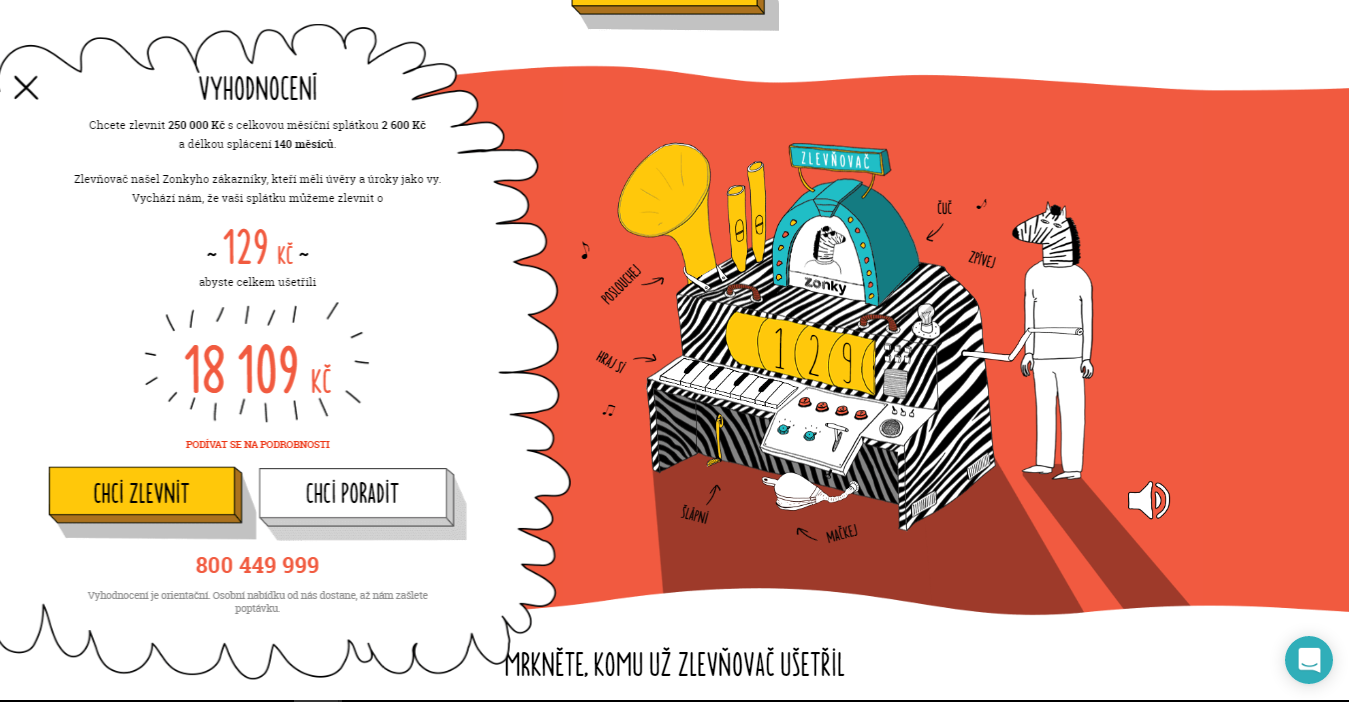 VYHODNOCENÍ
Chcete zlevnit 250 000 Kč s celkovou měsíční splátkou 2 600 Kč
a délkou splácení 140 měsíců.
Zlevňovač našel Zonkyho zákazníky, kteří měli úvěry a úroky jako vy.
Vychází nám, že vaši splátku můžeme zlevnit o
~ 129 KČ ~
abyste celkem ušetřili
18 109 KČ
PODÍVAT SE NA PODROBNOSTI
CHCI ZLEVNIT
CHCI PORADIT
800 449 999
Vyhodnocení je orientační. Osobní nabídku od nás dostane, až nám zašlete
poptávku.
ZLEVŇOVAČ
ČUČ
ZPÍVEJ
POSLOUCHEJ
zonky
129
HRAJ SI
ŠLÁPNI
MAČKEJ
MRKNĚTE, KOMU UŽ ZLEVŇOVAČ UŠETŘIL